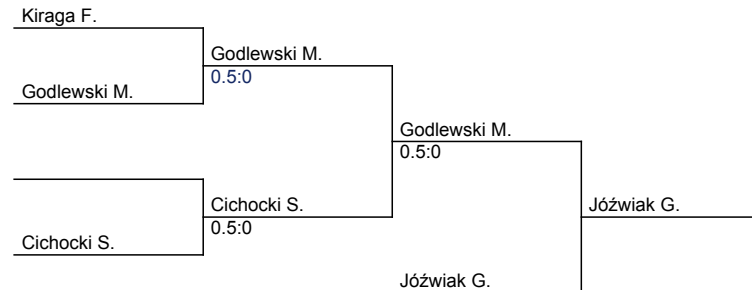 Kiraga F.
Godlewski M.
0.5:0
Godlewski M.
Godlewski M.
0.5:0
Cichocki S.
0.5:0
Jóźwiak G.
Cichocki S.
Jóźwiak G.